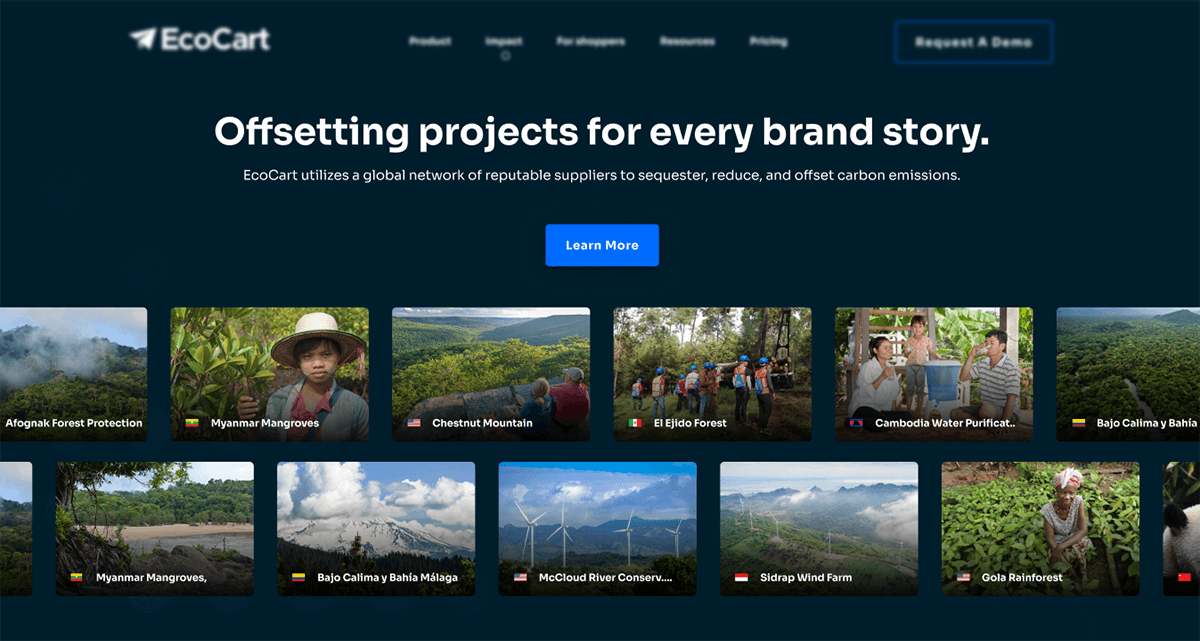 EcoCart
Product Impact For shoppers Resources Pricing
Request A Demo
Offsetting projects for every brand story.
EcoCart utilizes a global network of reputable suppliers to sequester, reduce, and offset carbon emissions.
Learn More
Afognak Forest Protection
Myanmar Mangroves
Chestnut Mountain
El Ejido Forest
Cambodia Water Purificat..
Bajo Calima y Bahía
Myanmar Mangroves,
Bajo Calima y Bahía Málaga
McCloud River Conserv....
Sidrap Wind Farm
Gola Rainforest